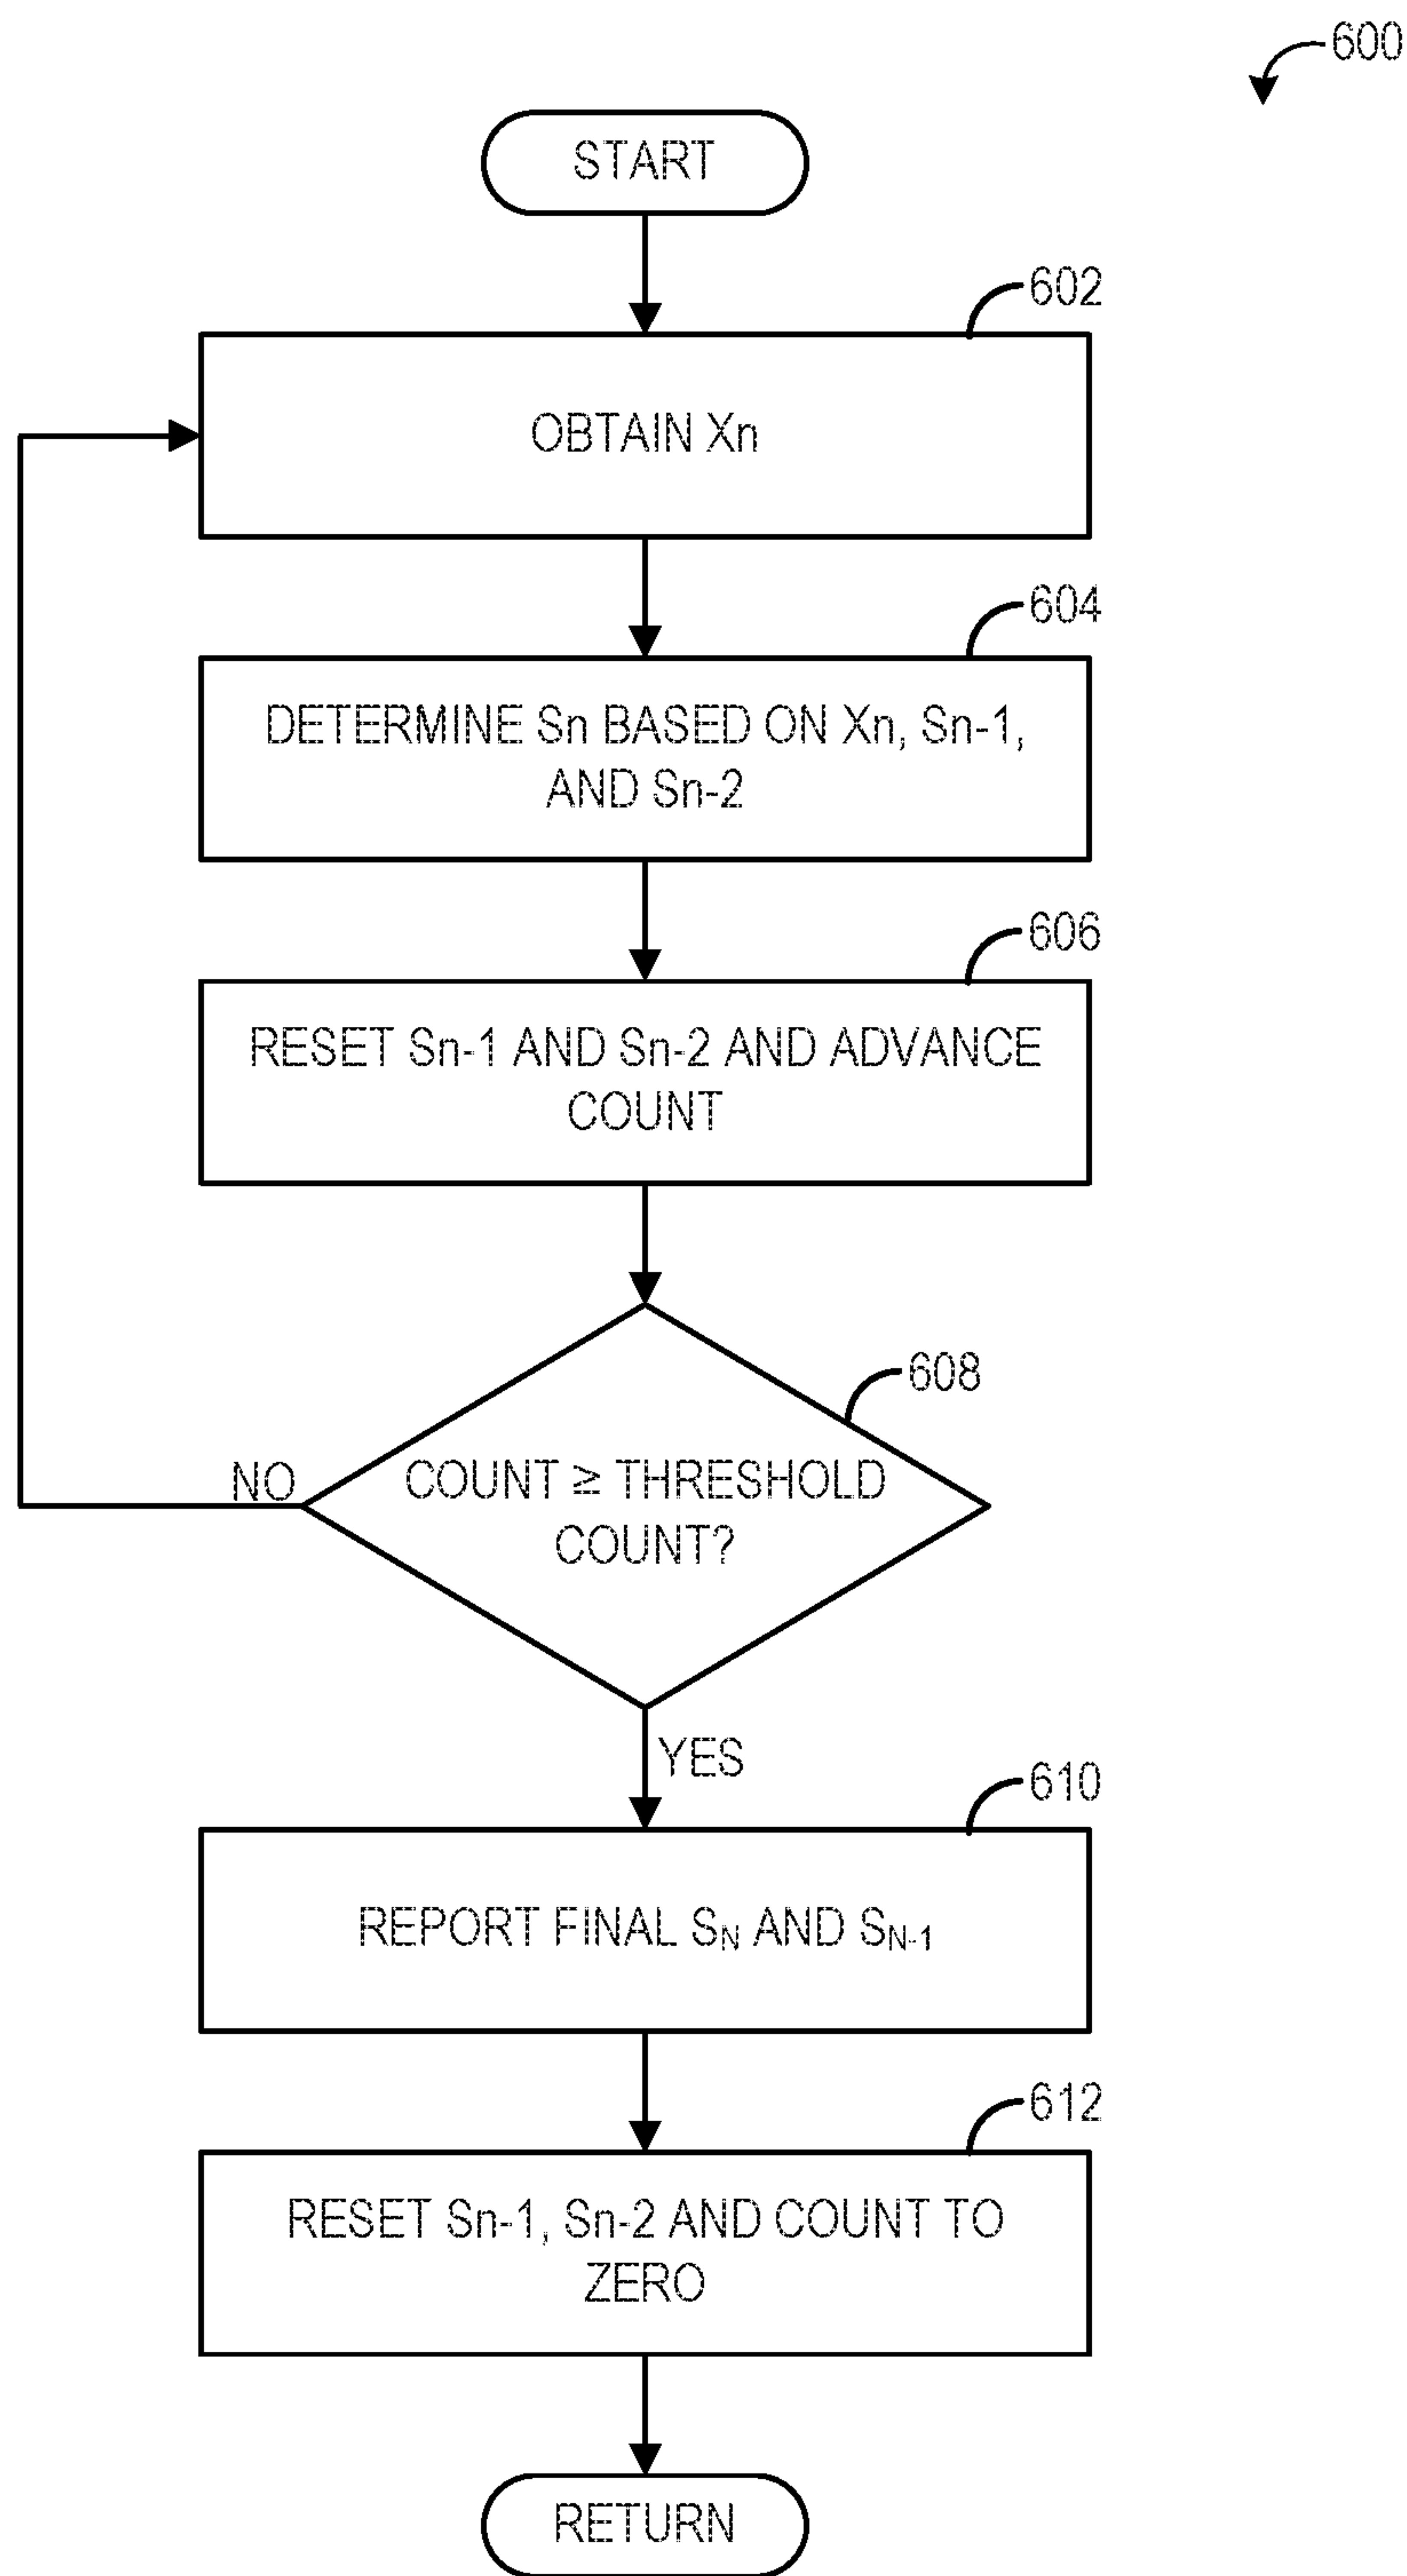 600
START
602
OBTAIN Xn
604
DETERMINE Sn BASED ON Xn, Sn-1,
AND Sn-2
606
RESET Sn-1 AND Sn-2 AND ADVANCE
COUNT
608
NO
COUNT ≥ THRESHOLD
COUNT?
YES
610
REPORT FINAL SN AND SN-1
612
RESET Sn-1, Sn-2 AND COUNT TO
ZERO
RETURN